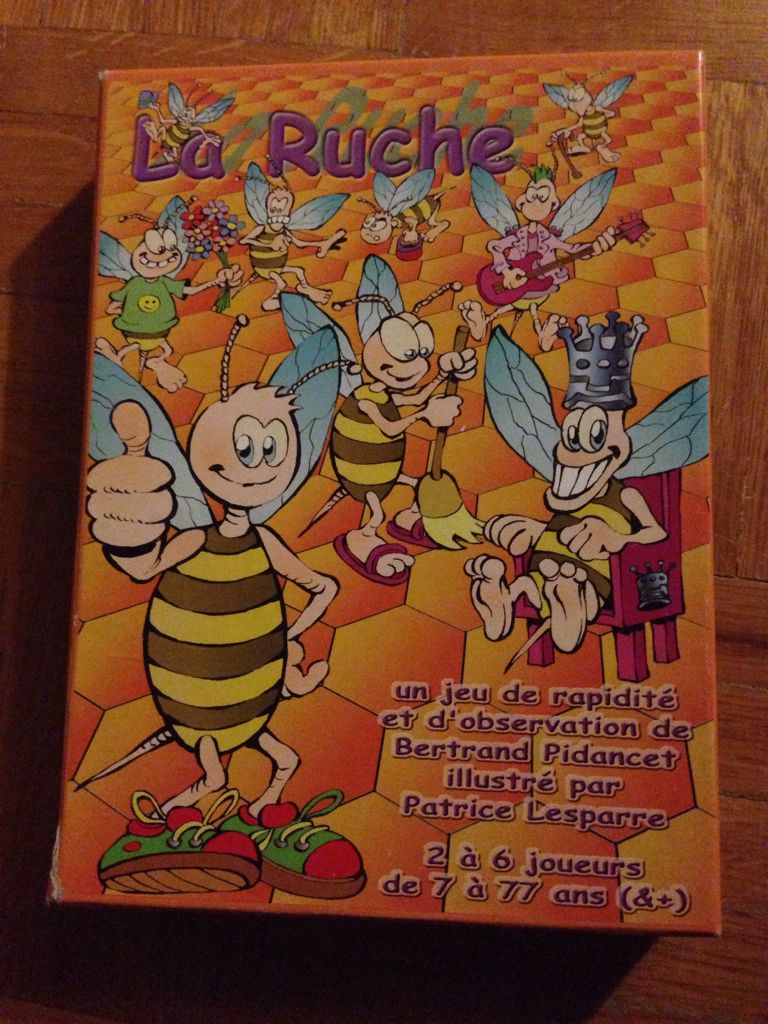 La Ruche
un jeu de rapidité
et d'observation de
Bertrand Pidancet
illustré par
Patrice Lesparre
2 à 6 joueurs
de 7 à 77 ans (&+)